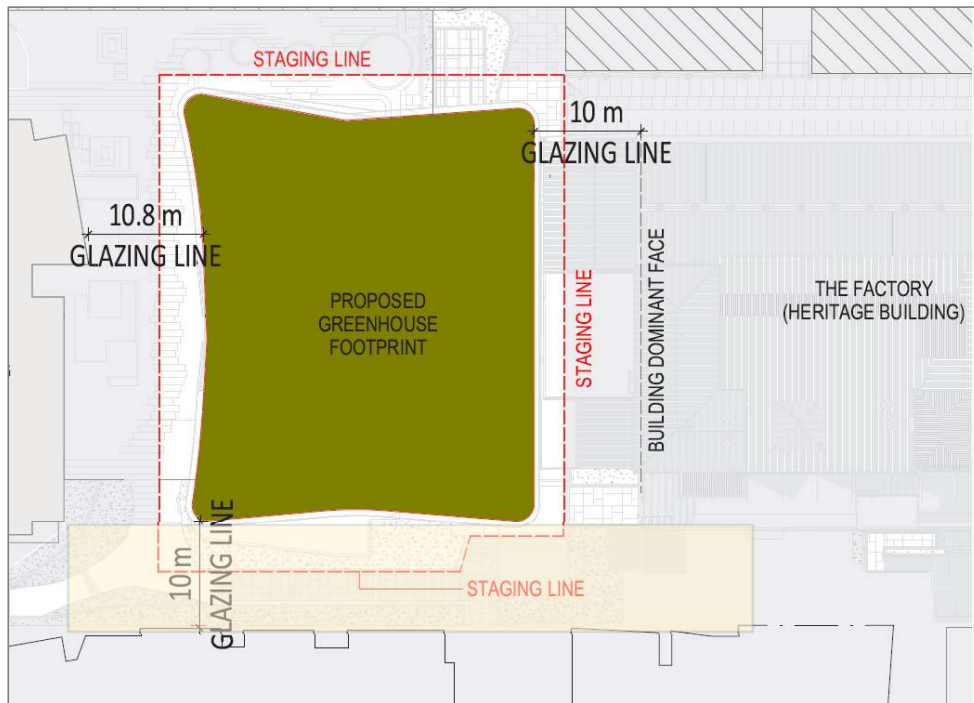 STAGING LINE
10 m
GLAZING LINE
10.8 m
GLAZING LINE
PROPOSED
GREENHOUSE
FOOTPRINT
STAGING LINE
BUILDING DOMINANT FACE
THE FACTORY
(HERITAGE BUILDING)
10 m
GLAZING LINE
STAGING LINE